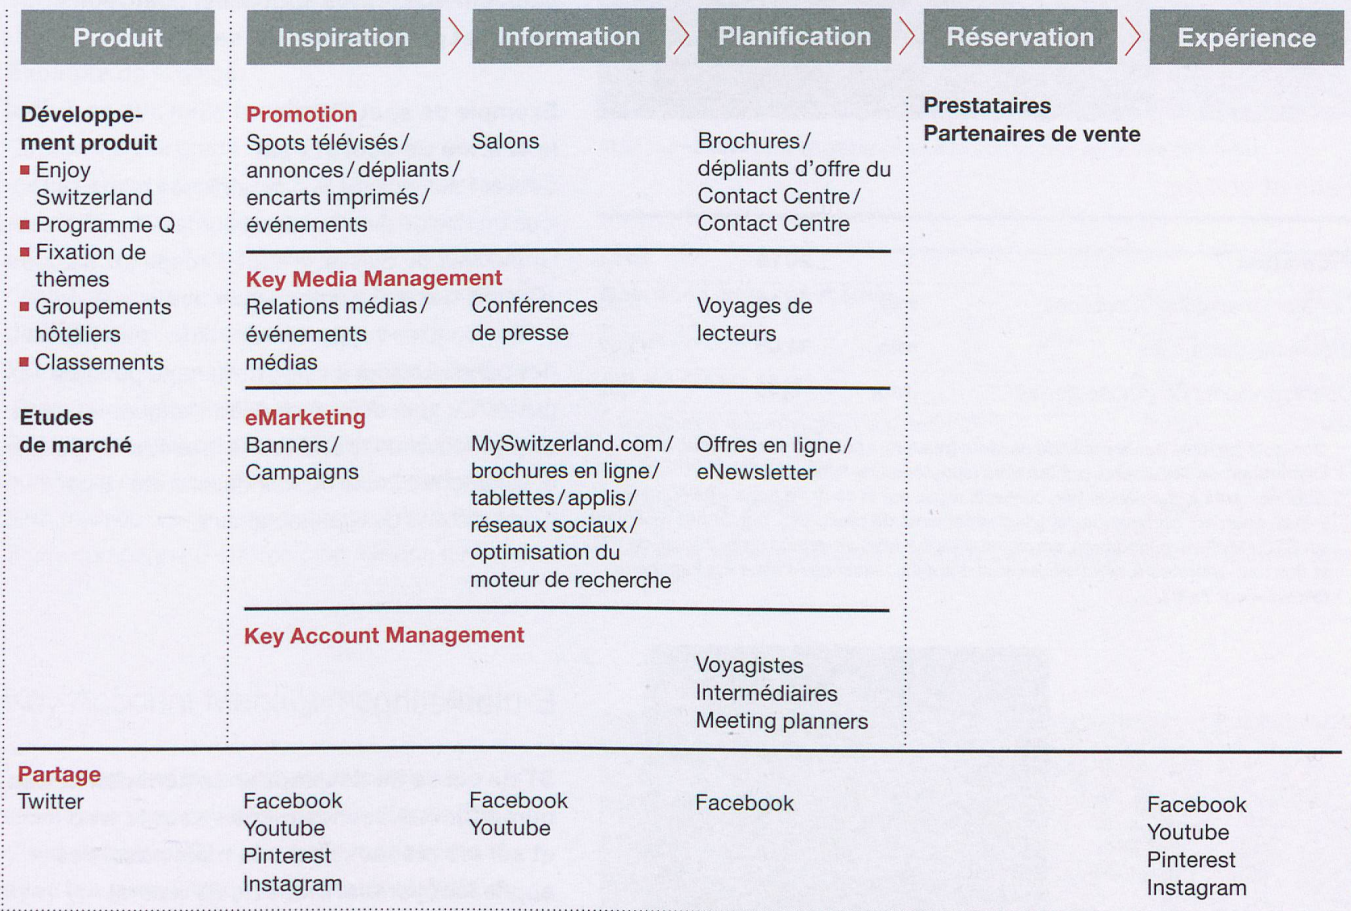 Produit
Inspiration
Information
Planification
Réservation
Expérience
Développe-
ment produit
Enjoy
Switzerland
Programme Q
Fixation de
thèmes
Groupements
hôteliers
Classements
Etudes
de marché
Promotion
Spots télévisés/
annonces/dépliants/
encarts imprimés/
événements
Salons
Brochures/
dépliants d'offre du
Contact Centre/
Contact Centre
Prestataires
Partenaires de vente
Key Media Management
Relations médias/
événements
médias
Conférences
de presse
Voyages de
lecteurs
eMarketing
Banners/
Campaigns
MySwitzerland.com/
brochures en ligne/
tablettes/applis/
réseaux sociaux/
optimisation du
moteur de recherche
Offres en ligne/
eNewsletter
Key Account Management
Voyagistes
Intermédiaires
Meeting planners
Partage
Twitter
Facebook
Youtube
Pinterest
Instagram
Facebook
Youtube
Facebook
Facebook
Youtube
Pinterest
Instagram